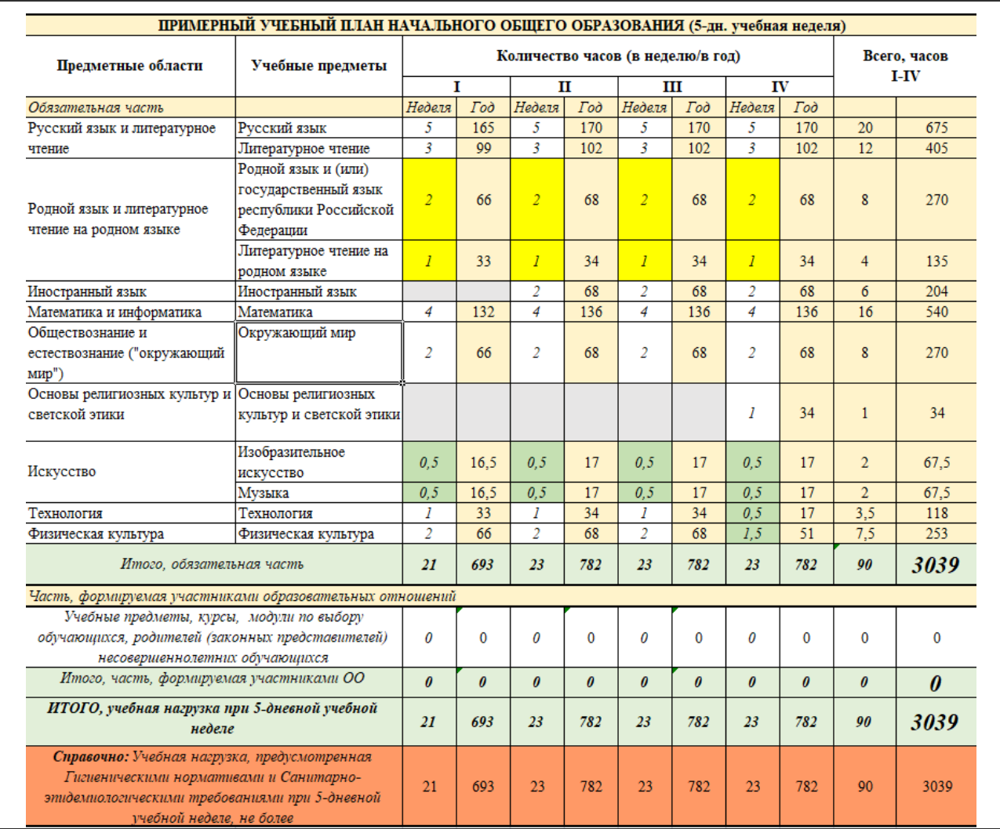 ПРИМЕРНЫЙ УЧЕБНЫЙ ПЛАН НАЧАЛЬНОГО ОБЩЕГО ОБРАЗОВАНИЯ (5-дн. учебная неделя)
Предметные области Учебные предметы Количество часов (в неделю/в год) Всего, часов I-IV
I II III IV
Обязательная часть Неделя Год Неделя Год Неделя Год Неделя Год
Русский язык и литературное чтение Русский язык 5 165 5 170 5 170 5 170 20 675
Литературное чтение 3 99 3 102 3 102 3 102 12 405
Родной язык и литературное чтение на родном языке Родной язык и (или) государственный язык республики Российской Федерации 2 66 2 68 2 68 2 68 8 270
Литературное чтение на родном языке 1 33 1 34 1 34 1 34 4 135
Иностранный язык Иностранный язык 2 68 2 68 2 68 6 204
Математика и информатика Математика 4 132 4 136 4 136 4 136 16 540
Обществознание и естествознание ("окружающий мир") Окружающий мир 2 66 2 68 2 68 2 68 8 270
Основы религиозных культур и светской этики Основы религиозных культур и светской этики 1 34 1 34
Искусство Изобразительное искусство 0,5 16,5 0,5 17 0,5 17 0,5 17 2 67,5
Музыка 0,5 16,5 0,5 17 0,5 17 0,5 17 2 67,5
Технология Технология 1 33 1 34 1 34 0,5 17 3,5 118
Физическая культура Физическая культура 2 66 2 68 2 68 1,5 51 7,5 253
Итого, обязательная часть 21 693 23 782 23 782 23 782 90 3039
Часть, формируемая участниками образовательных отношений
Учебные предметы, курсы, модули по выбору обучающихся, родителей (законных представителей) несовершеннолетних обучающихся 0 0 0 0 0 0 0 0 0 0
Итого, часть, формируемая участниками ОО 0 0 0 0 0 0 0 0 0 0
ИТОГО, учебная нагрузка при 5-дневной учебной неделе 21 693 23 782 23 782 23 782 90 3039
Справочно: Учебная нагрузка, предусмотренная Гигиеническими нормативами и Санитарно-эпидемиологическими требованиями при 5-дневной учебной неделе, не более 21 693 23 782 23 782 23 782 90 3039